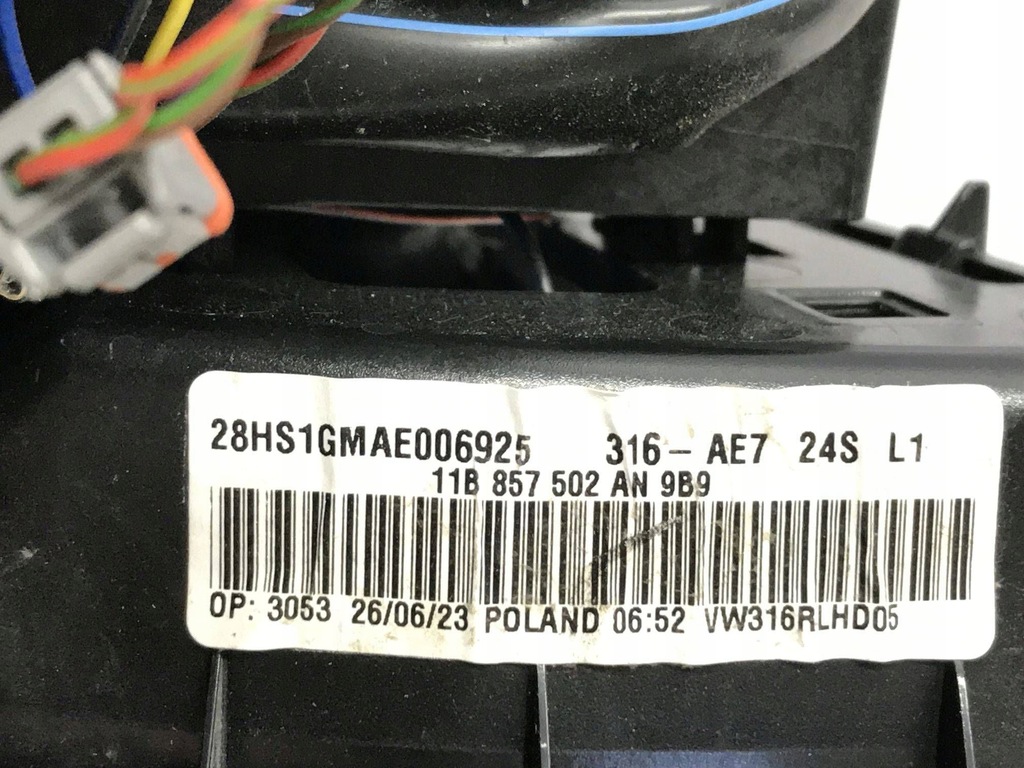 28HS1GMAE006925 316- AE7 24S L1
11B 857 502 AN 9B9
OP: 3053 26/06/23 POLAND 06:52 VW316RLHD05